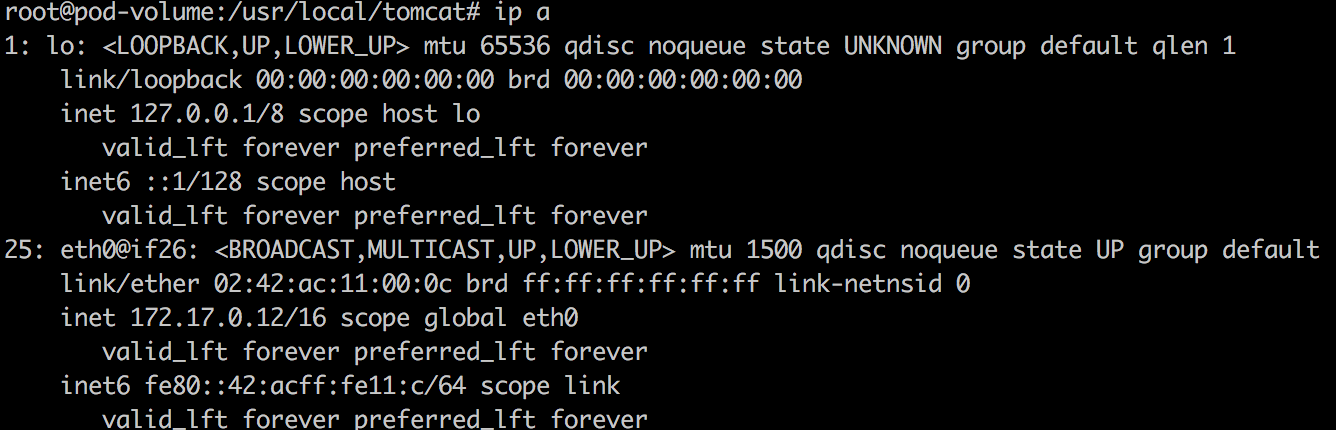 root@pod-volume:/usr/local/tomcat# ip a
1: lo: <LOOPBACK,UP,LOWER_UP> mtu 65536 qdisc noqueue state UNKNOWN group default qlen 1
    link/loopback 00:00:00:00:00:00 brd 00:00:00:00:00:00
    inet 127.0.0.1/8 scope host lo
       valid_lft forever preferred_lft forever
    inet6 ::1/128 scope host
       valid_lft forever preferred_lft forever
25: eth0@if26: <BROADCAST,MULTICAST,UP,LOWER_UP> mtu 1500 qdisc noqueue state UP group default
    link/ether 02:42:ac:11:00:0c brd ff:ff:ff:ff:ff:ff link-netnsid 0
    inet 172.17.0.12/16 scope global eth0
       valid_lft forever preferred_lft forever
    inet6 fe80::42:acff:fe11:c/64 scope link
       valid_lft forever preferred_lft forever